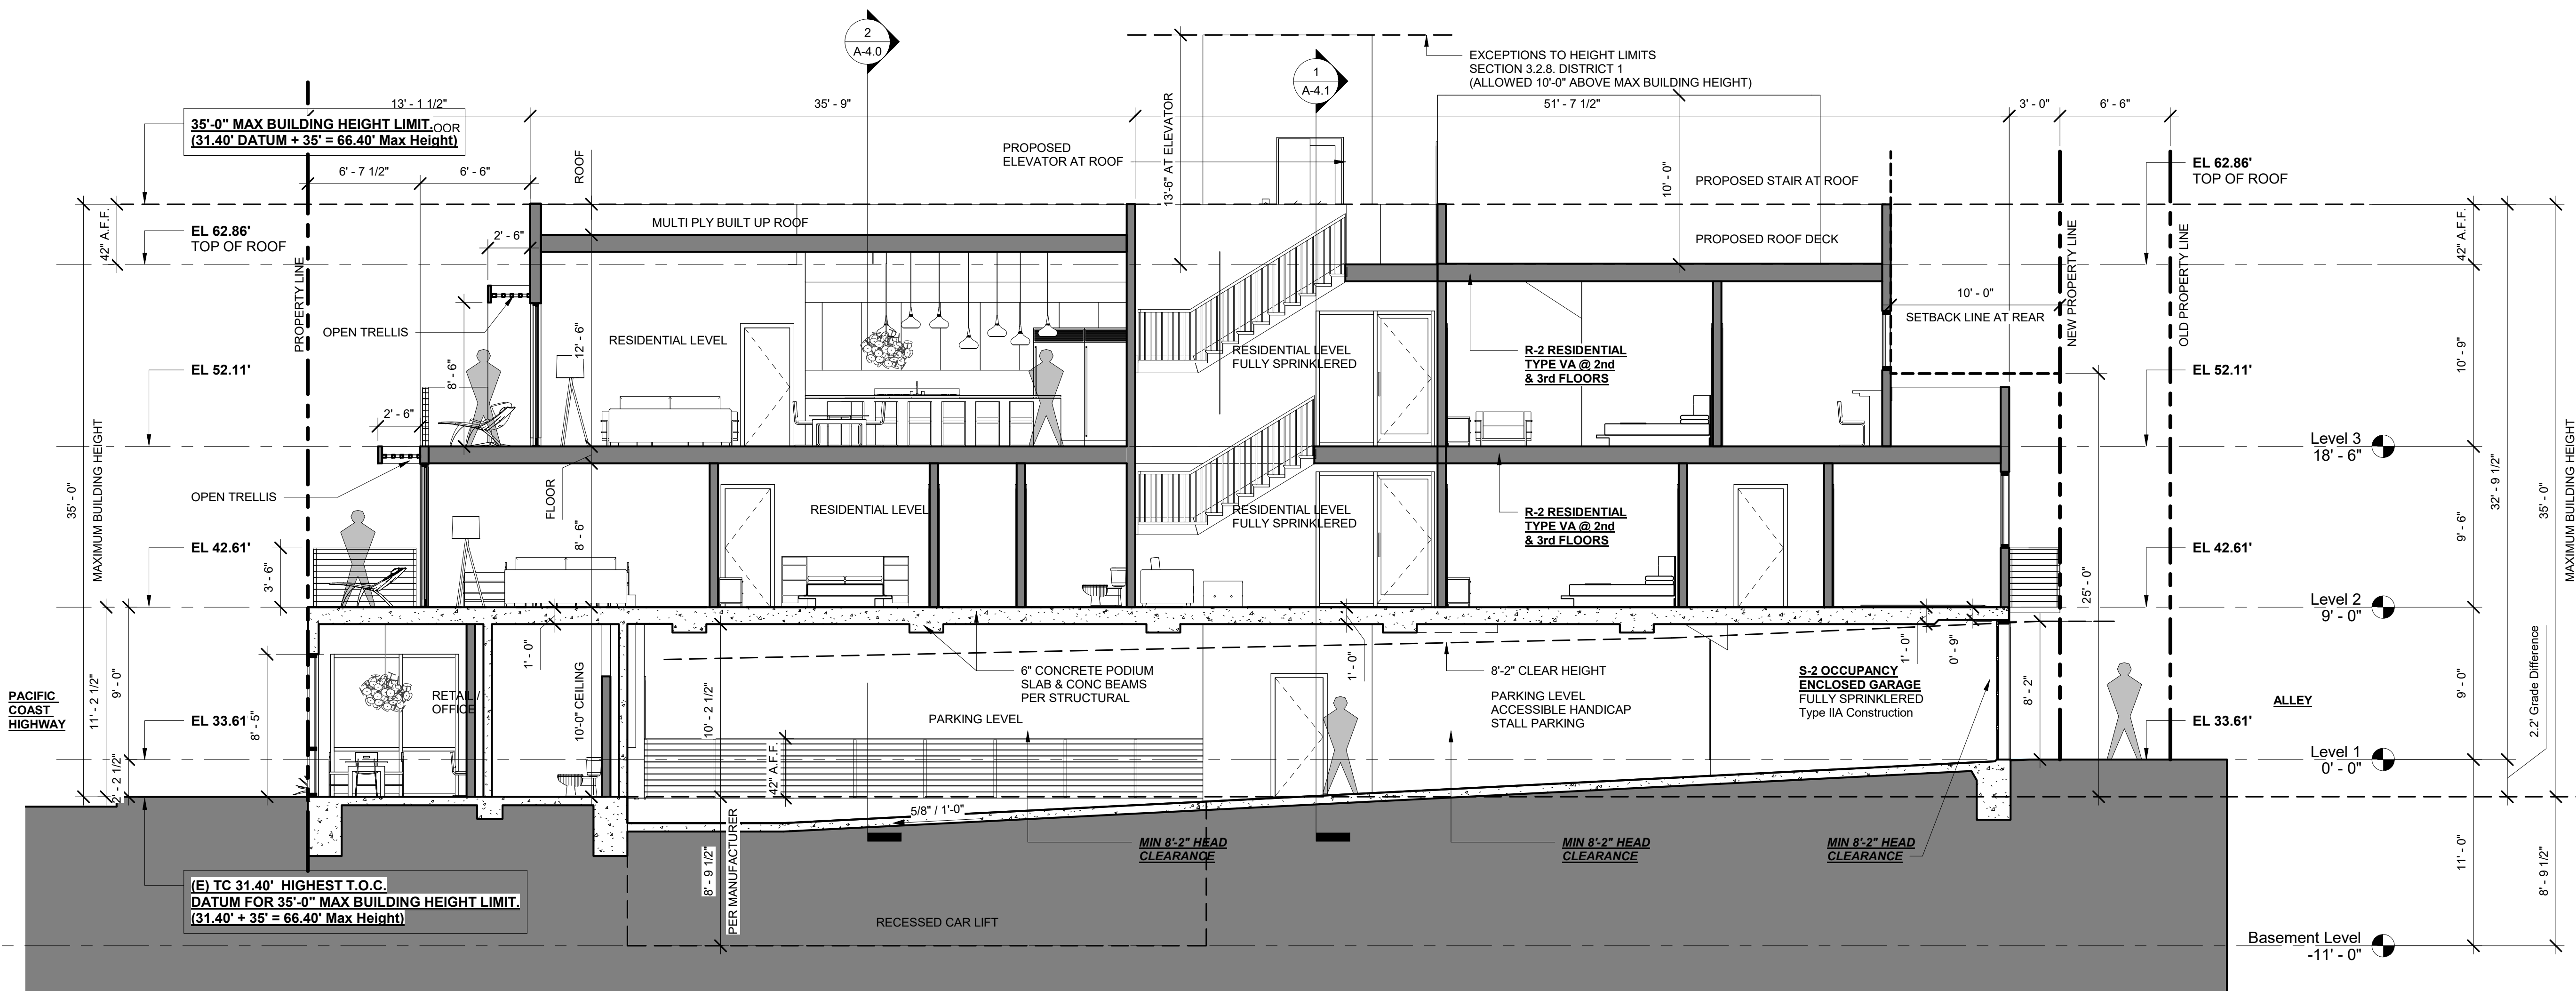 2
A-4.0
1
A-4.1
EXCEPTIONS TO HEIGHT LIMITS
SECTION 3.2.8. DISTRICT 1
(ALLOWED 10'-0" ABOVE MAX BUILDING HEIGHT)
13' - 1 1/2"
35' - 9"
51' - 7 1/2"
3' - 0"
6' - 6"
35'-0" MAX BUILDING HEIGHT LIMIT.
OOR
(31.40' DATUM + 35' = 66.40' Max Height)
13'-6" AT ELEVATOR
PROPOSED
ELEVATOR AT ROOF
6' - 7 1/2"
6' - 6"
ROOF
10' - 0"
PROPOSED STAIR AT ROOF
EL 62.86'
TOP OF ROOF
42" A.F.F.
EL 62.86'
TOP OF ROOF
2' - 6"
MULTI PLY BUILT UP ROOF
PROPOSED ROOF DECK
42" A.F.F.
PROPERTY LINE
NEW PROPERTY LINE
OLD PROPERTY LINE
10' - 0"
SETBACK LINE AT REAR
OPEN TRELLIS
RESIDENTIAL LEVEL
12' - 6"
8' - 6"
RESIDENTIAL LEVEL
FULLY SPRINKLERED
R-2 RESIDENTIAL
TYPE VA @ 2nd
& 3rd FLOORS
10' - 9"
EL 52.11'
EL 52.11'
2' - 6"
Level 3
18' - 6"
35' - 0"
MAXIMUM BUILDING HEIGHT
OPEN TRELLIS
FLOOR
RESIDENTIAL LEVEL
RESIDENTIAL LEVEL
FULLY SPRINKLERED
R-2 RESIDENTIAL
TYPE VA @ 2nd
& 3rd FLOORS
32' - 9 1/2"
35' - 0"
MAXIMUM BUILDING HEIGHT
9' - 6"
8' - 6"
EL 42.61'
EL 42.61'
3' - 6"
25' - 0"
Level 2
9' - 0"
1' - 0"
1' - 0"
1' - 0"
0' - 9"
PACIFIC
COAST
HIGHWAY
11' - 2 1/2"
9' - 0"
EL 33.61'
8' - 5"
RETAIL /
OFFICE
10'-0" CEILING
10' - 2 1/2"
6" CONCRETE PODIUM
SLAB & CONC BEAMS
PER STRUCTURAL
PARKING LEVEL
8'-2" CLEAR HEIGHT
PARKING LEVEL
ACCESSIBLE HANDICAP
STALL PARKING
S-2 OCCUPANCY
ENCLOSED GARAGE
FULLY SPRINKLERED
Type IIA Construction
8' - 2"
EL 33.61'
ALLEY
9' - 0"
2.2' Grade Difference
Level 1
0' - 0"
2' - 2 1/2"
42" A.F.F.
5/8" / 1'-0"
MIN 8'-2" HEAD
CLEARANCE
MIN 8'-2" HEAD
CLEARANCE
MIN 8'-2" HEAD
CLEARANCE
8' - 9 1/2"
PER MANUFACTURER
11' - 0"
8' - 9 1/2"
(E) TC 31.40' HIGHEST T.O.C.
DATUM FOR 35'-0" MAX BUILDING HEIGHT LIMIT.
(31.40' + 35' = 66.40' Max Height)
RECESSED CAR LIFT
Basement Level
-11' - 0"